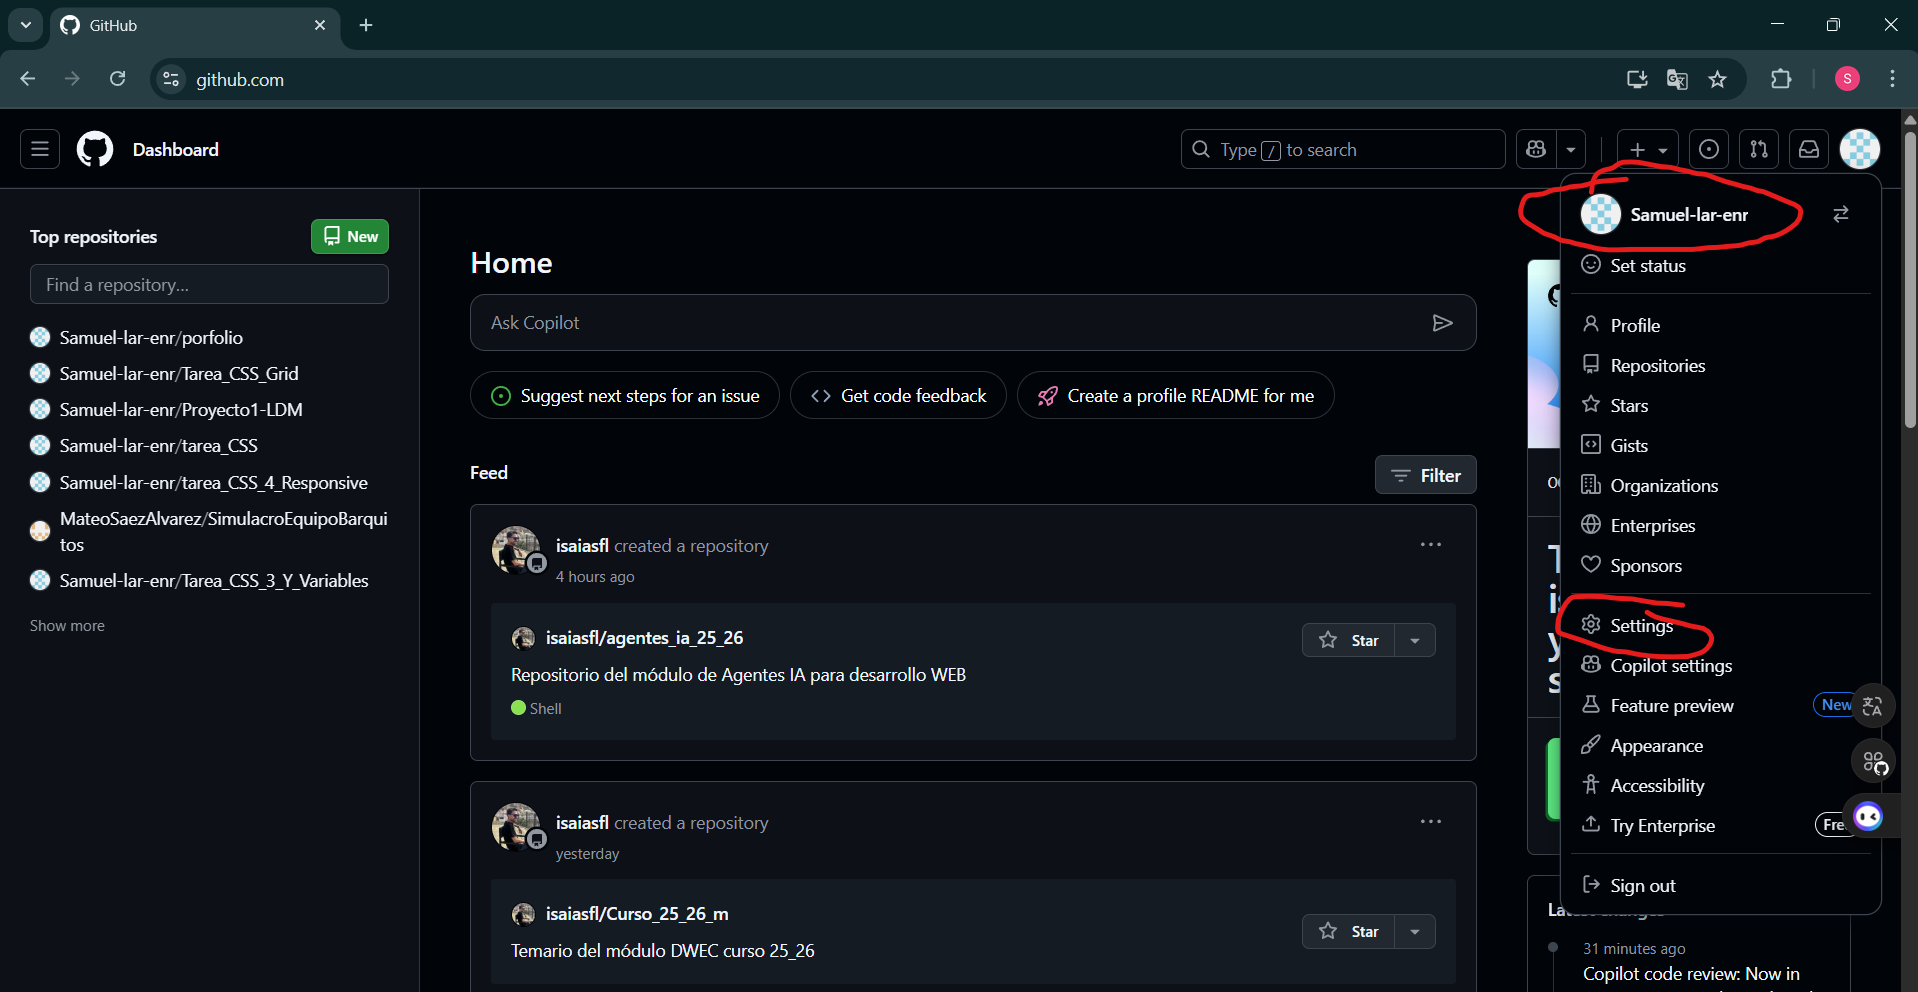 GitHub
github.com
Dashboard
Type / to search
Top repositories
New
Find a repository...
Samuel-lar-enr/porfolio
Samuel-lar-enr/Tarea_CSS_Grid
Samuel-lar-enr/Proyecto1-LDM
Samuel-lar-enr/tarea_CSS
Samuel-lar-enr/tarea_CSS_4_Responsive
MateoSaezAlvarez/SimulacroEquipoBarqui
tos
Samuel-lar-enr/Tarea_CSS_3_Y_Variables
Show more
Home
Ask Copilot
Suggest next steps for an issue
Get code feedback
Create a profile README for me
Feed
Filter
isaiasfl created a repository
4 hours ago
isaiasfl/agentes_ia_25_26
Star
Repositorio del módulo de Agentes IA para desarrollo WEB
Shell
isaiasfl created a repository
yesterday
isaiasfl/Curso_25_26_m
Star
Temario del módulo DWEC curso 25_26
S
Samuel-lar-enr
Set status
Profile
Repositories
Stars
Gists
Organizations
Enterprises
Sponsors
Settings
Copilot settings
Feature preview
New
Appearance
Accessibility
Try Enterprise
Sign out
31 minutes ago
Copilot code review: Now in